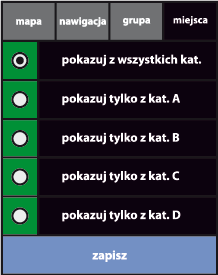 mapa nawigacja grupa miejsca
pokazuj z wszystkich kat.
pokazuj tylko z kat. A
pokazuj tylko z kat. B
pokazuj tylko z kat. C
pokazuj tylko z kat. D
zapisz